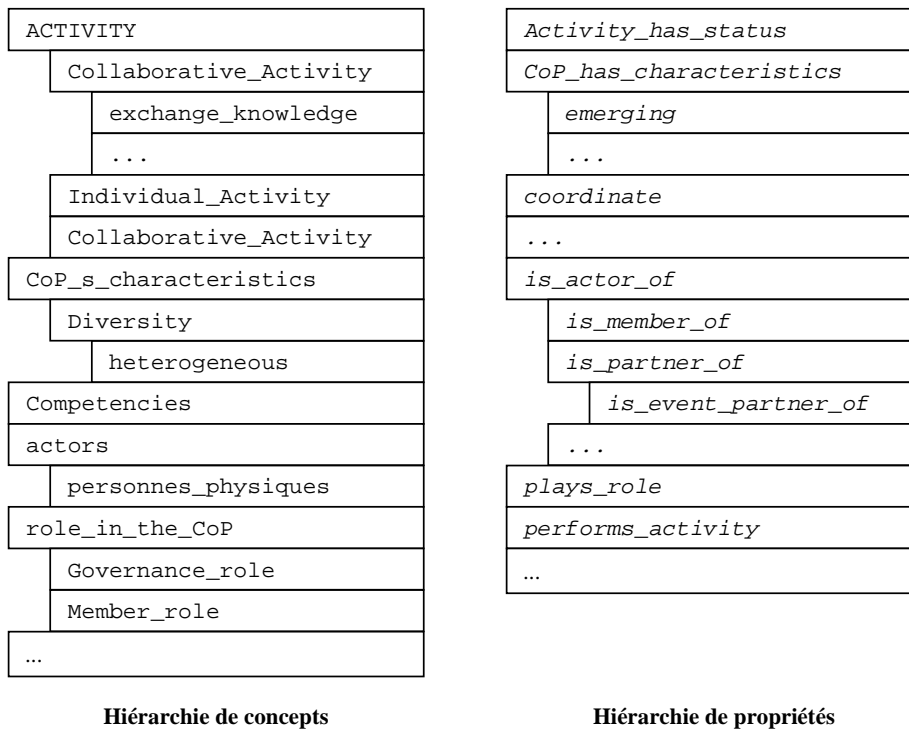 ACTIVITY
Collaborative_Activity
exchange_knowledge
...
Individual_Activity
Collaborative_Activity
CoP_s_characteristics
Diversity
heterogeneous
Competencies
actors
personnes_physiques
role_in_the_CoP
Governance_role
Member_role
...
Hiérarchie de concepts
Activity_has_status
CoP_has_characteristics
emerging
...
coordinate
...
is_actor_of
is_member_of
is_partner_of
is_event_partner_of
...
plays_role
performs_activity
...
Hiérarchie de propriétés